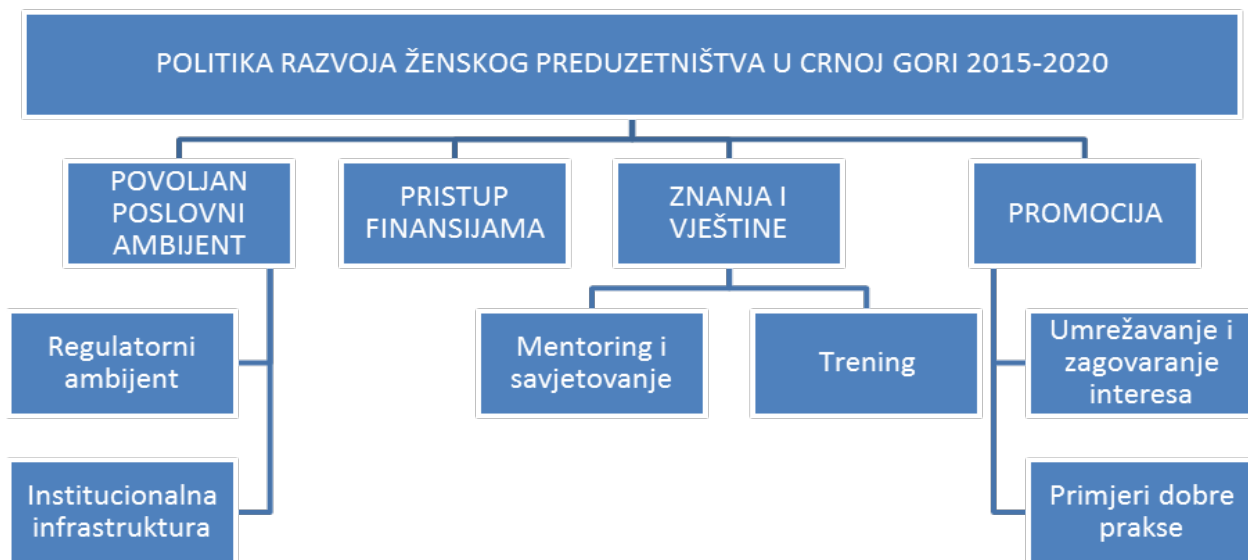 POLITIKA RAZVOJA ŽENSKOG PREDUZETNIŠTVA U CRNOJ GORI 2015-2020
POVOLJAN
POSLOVNI
AMBIJENT
PRISTUP
FINANSIJAMA
ZNANJA I
VJEŠTINE
PROMOCIJA
Regulatorni
ambijent
Mentoring i
savjetovanje
Trening
Umrežavanje i
zagovaranje
interesa
Institucionalna
infrastruktura
Primjeri dobre
prakse